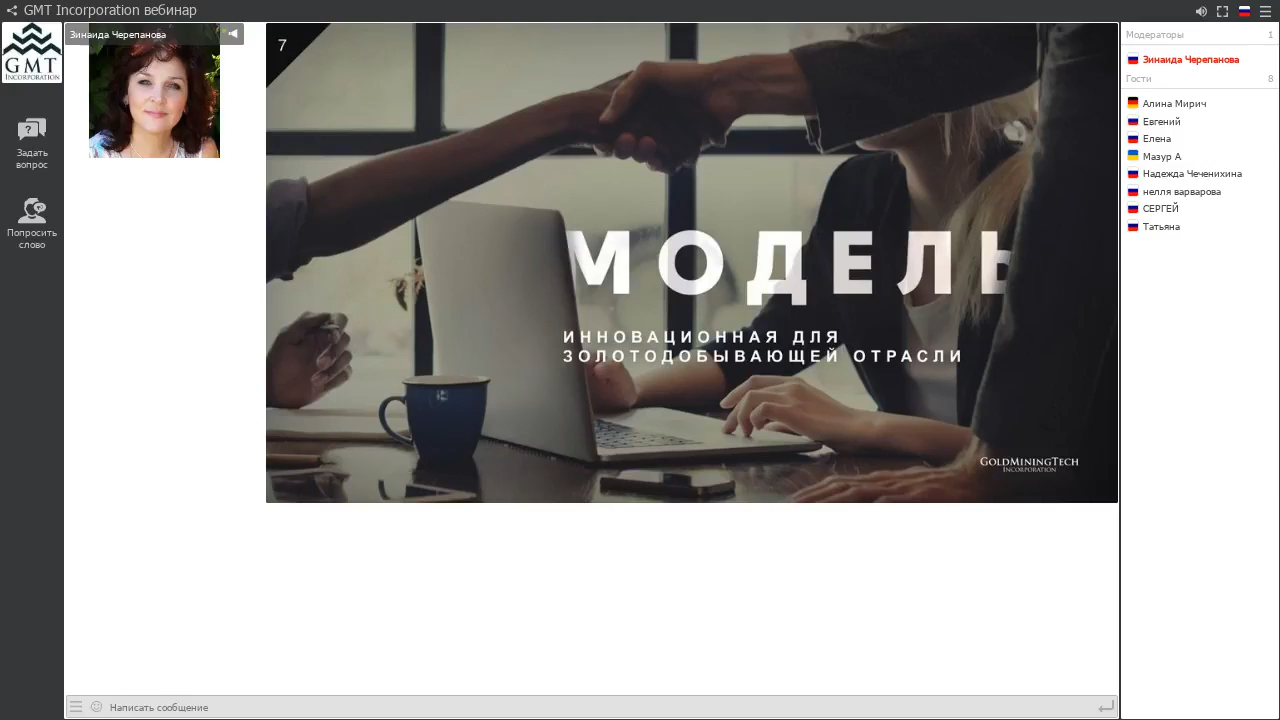 GMT Incorporation вебинар
GMT
INCORPORATION
Зинаида Черепанова
Задать
вопрос
Попросить
слово
7
МОДЕЛЬ
ИННОВАЦИОННАЯ ДЛЯ
ЗОЛОТОДОБЫВАЮЩЕЙ ОТРАСЛИ
GOLDMININGTECH
INCORPORATION
Написать сообщение
Модераторы 1
Зинаида Черепанова
Гости 8
Алина Мирич
Евгений
Елена
Мазур А
Надежда Чеченихина
нелля варварова
СЕРГЕЙ
Татьяна